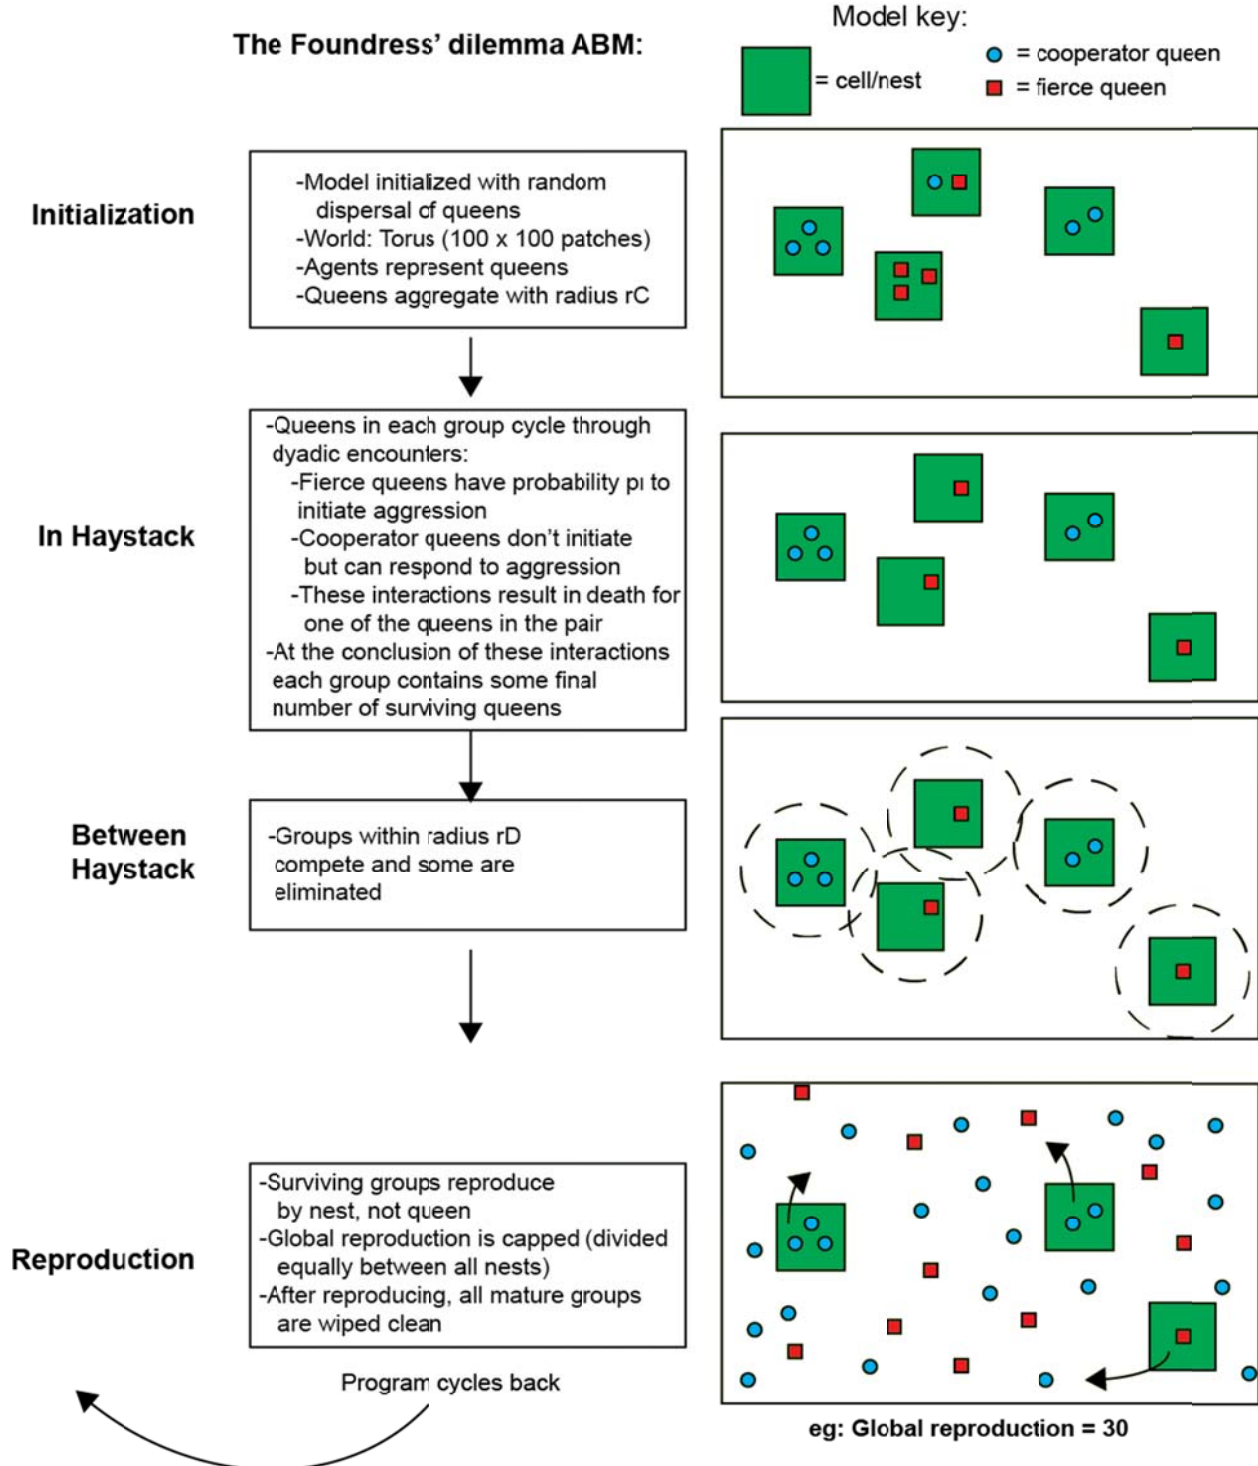 The Foundress’ dilemma ABM:
Model key:
= cell/nest
= cooperator queen
= fierce queen
Initialization
-Model initialized with random
dispersal of queens
-World: Torus (100 x 100 patches)
-Agents represent queens
-Queens aggregate with radius rC
In Haystack
-Queens in each group cycle through
dyadic encounters:
-Fierce queens have probability pı to
initiate aggression
-Cooperator queens don’t initiate
but can respond to aggression
-These interactions result in death for
one of the queens in the pair
-At the conclusion of these interactions
each group contains some final
number of surviving queens
Between
Haystack
-Groups within radius rD
compete and some are
eliminated
Reproduction
-Surviving groups reproduce
by nest, not queen
-Global reproduction is capped (divided
equally between all nests)
-After reproducing, all mature groups
are wiped clean
Program cycles back
eg: Global reproduction = 30